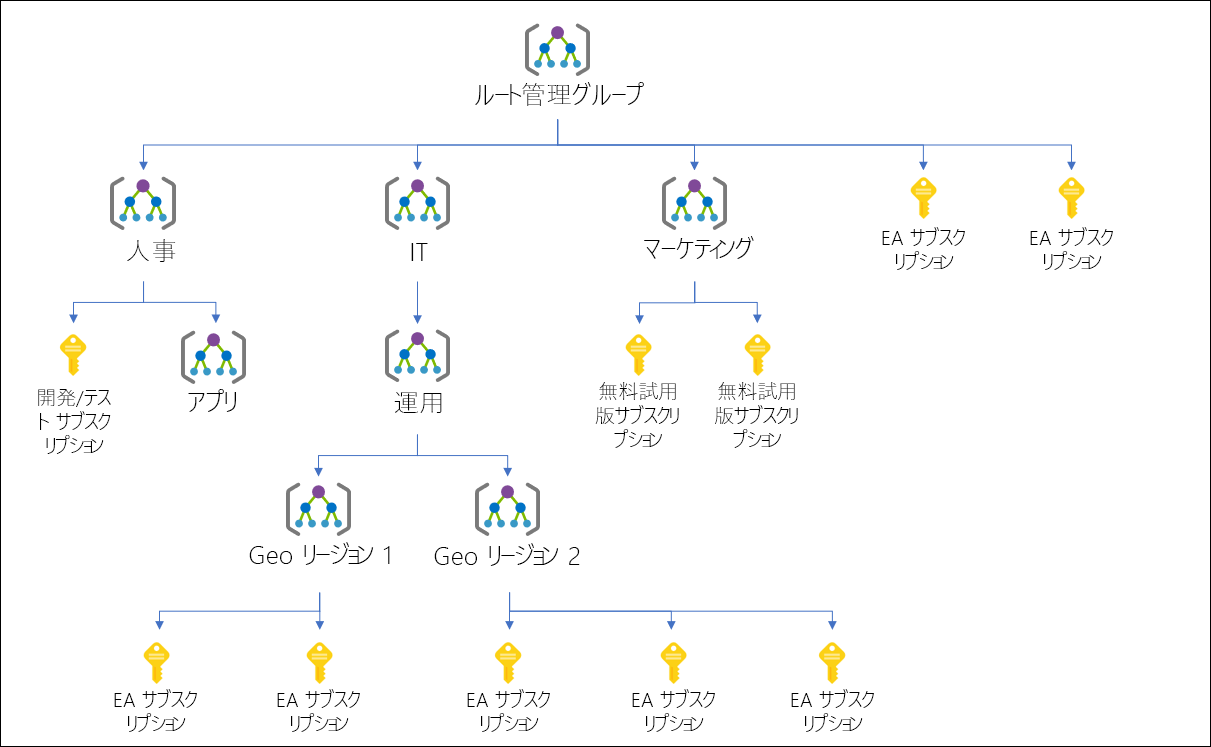 ルート管理グループ
人事
IT
マーケティング
EA サブスク
リプション
EA サブスク
リプション
開発/テス
ト サブスク
リプション
アプリ
運用
無料試用
版サブスクリ
プション
無料試用
版サブスクリ
プション
Geo リージョン 1
Geo リージョン 2
EA サブスク
リプション
EA サブスク
リプション
EA サブスク
リプション
EA サブスク
リプション
EA サブスク
リプション